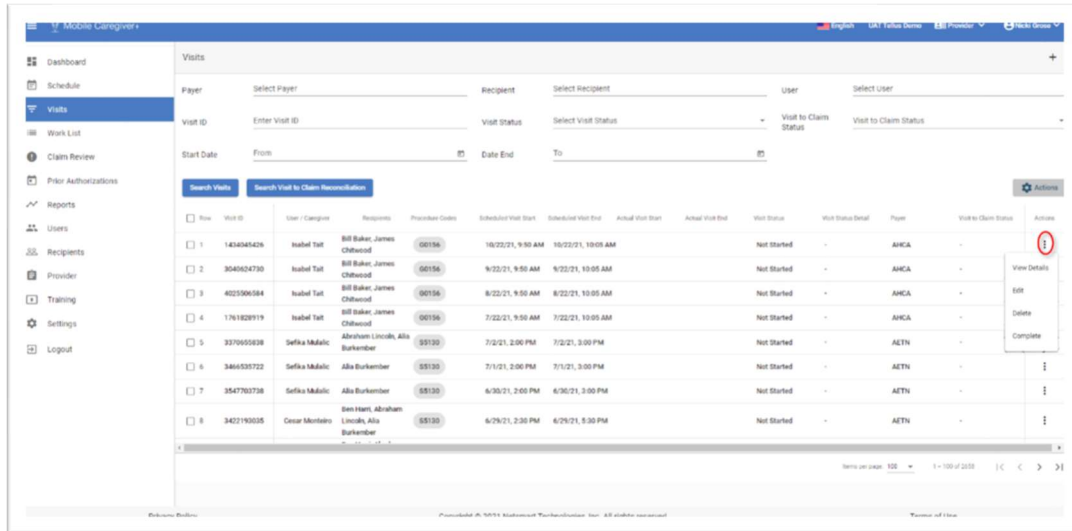 Mobile Caregiver+
English UAT Tellus Demo Provider Nicki Grose
Dashboard
Schedule
Visits
Work List
Claim Review
Prior Authorizations
Reports
Users
Recipients
Provider
Training
Settings
Logout
Visits +
Payer Select Payer Recipient Select Recipient User Select User
Visit ID Enter Visit ID Visit Status Select Visit Status Visit to Claim Status Visit to Claim Status
Start Date From Date End To
Search Visits Search Visit to Claim Reconciliation Actions
Row Visit ID User / Caregiver Recipients Procedure Codes Scheduled Visit Start Scheduled Visit End Actual Visit Start Actual Visit End Visit Status Visit Status Detail Payer Visit to Claim Status Actions
1 1434045426 Isabel Tait Bill Baker, James Chitwood G0156 10/22/21, 9:50 AM 10/22/21, 10:05 AM Not Started - AHCA -
2 3040624730 Isabel Tait Bill Baker, James Chitwood G0156 9/22/21, 9:50 AM 9/22/21, 10:05 AM Not Started - AHCA -
3 4025506584 Isabel Tait Bill Baker, James Chitwood G0156 8/22/21, 9:50 AM 8/22/21, 10:05 AM Not Started - AHCA -
4 1761828919 Isabel Tait Bill Baker, James Chitwood G0156 7/22/21, 9:50 AM 7/22/21, 10:05 AM Not Started - AHCA -
5 3370655838 Sefika Mulalic Abraham Lincoln, Alia Burkember S5130 7/2/21, 2:00 PM 7/2/21, 3:00 PM Not Started - AETN -
6 3466535722 Sefika Mulalic Alia Burkember S5130 7/1/21, 2:00 PM 7/1/21, 3:00 PM Not Started - AETN -
7 3547703738 Sefika Mulalic Alia Burkember S5130 6/30/21, 2:00 PM 6/30/21, 3:00 PM Not Started - AETN -
8 3422193035 Cesar Monteiro Ben Harri, Abraham Lincoln, Alia Burkember S5130 6/29/21, 2:30 PM 6/29/21, 5:30 PM Not Started - AETN -
View Details
Edit
Delete
Complete
Items per page 100 1 – 100 of 2658
Privacy Policy Copyright © 2021 Netsmart Technologies, Inc. All rights reserved Terms of Use